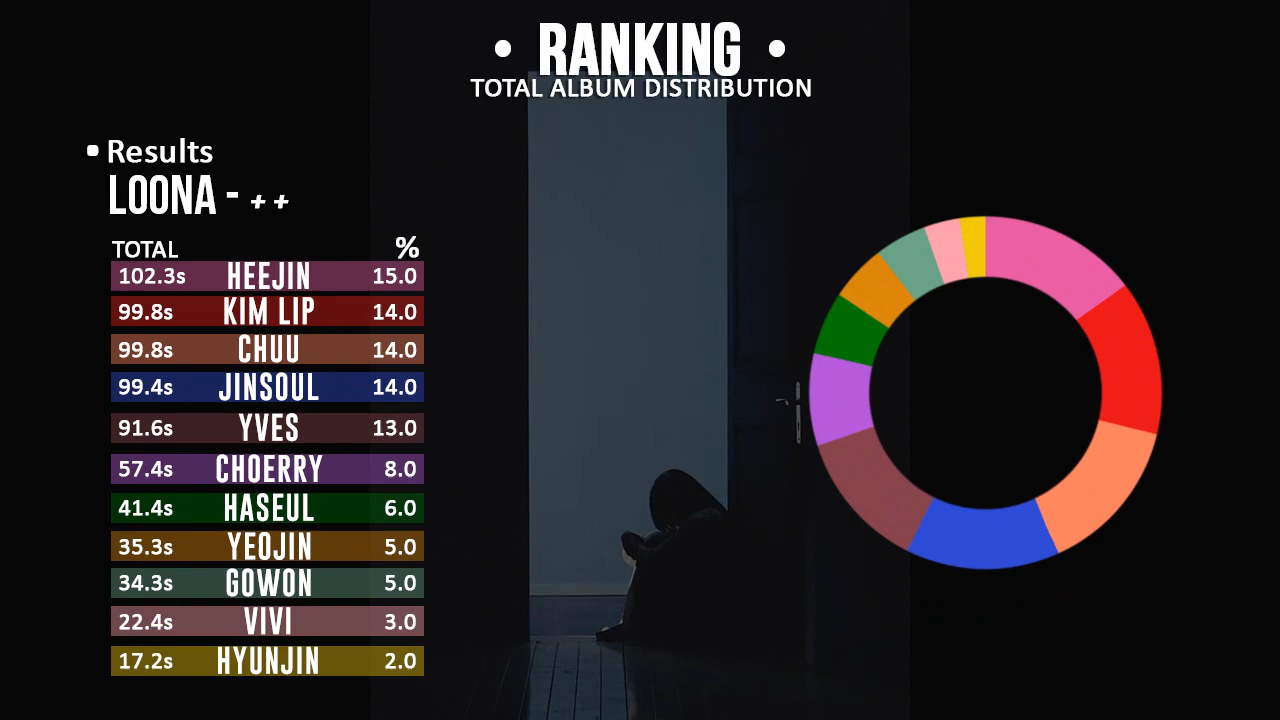 • RANKING •
TOTAL ALBUM DISTRIBUTION
• Results
LOONA - ++
TOTAL %
102.3s HEEJIN 15.0
99.8s KIM LIP 14.0
99.8s CHUU 14.0
99.4s JINSOUL 14.0
91.6s YVES 13.0
57.4s CHOERRY 8.0
41.4s HASEUL 6.0
35.3s YEOJIN 5.0
34.3s GOWON 5.0
22.4s VIVI 3.0
17.2s HYUNJIN 2.0